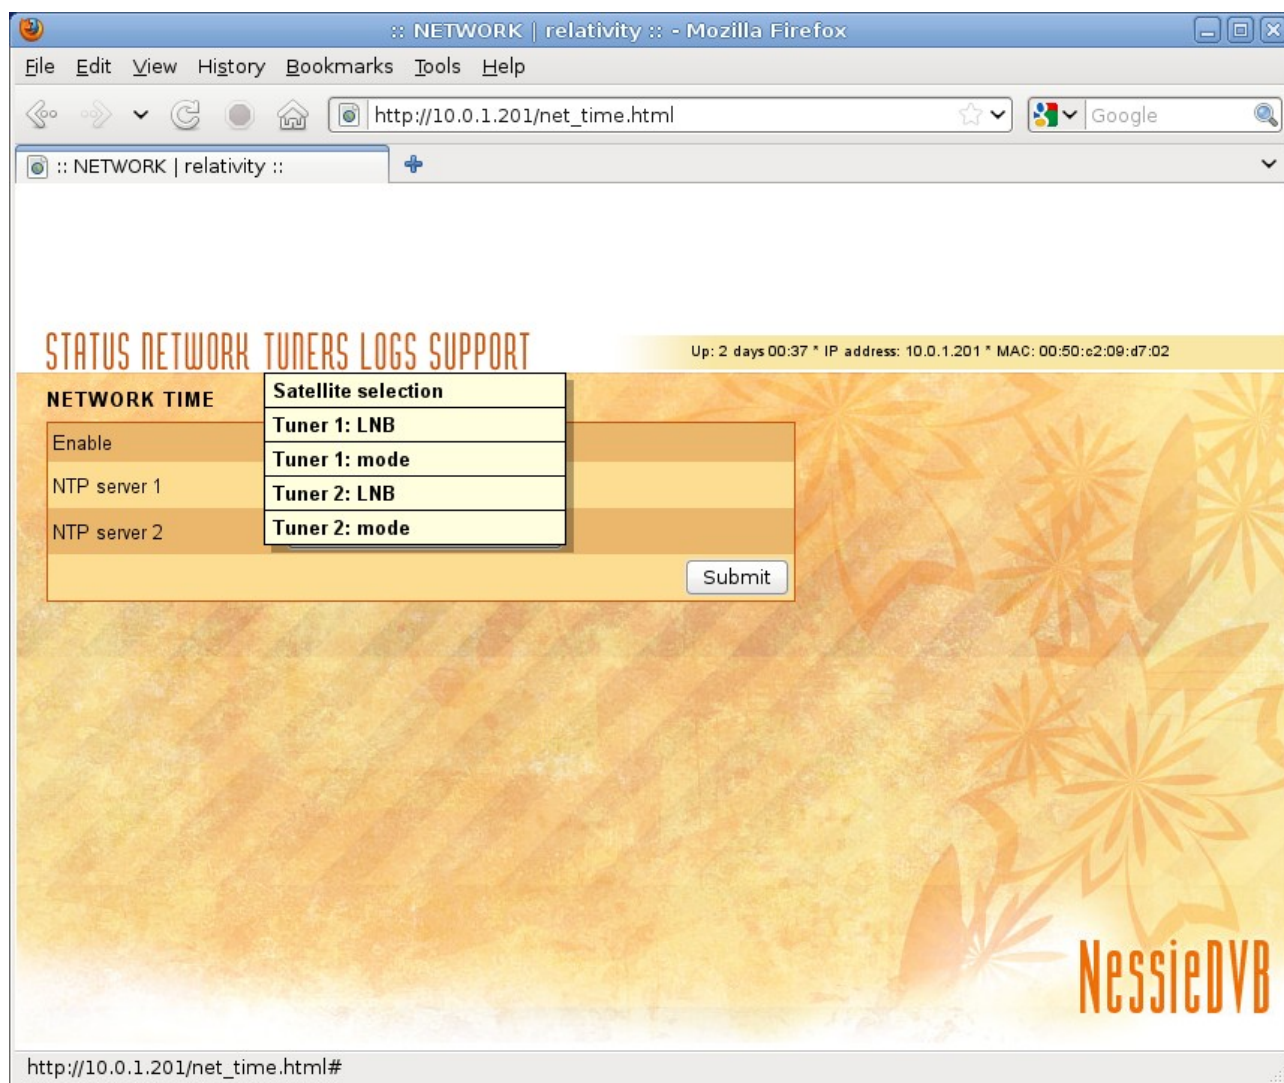 :: NETWORK | relativity :: - Mozilla Firefox
File Edit View History Bookmarks Tools Help
http://10.0.1.201/net_time.html Google
:: NETWORK | relativity ::
STATUS NETWORK TUNERS LOGS SUPPORT
Up: 2 days 00:37 * IP address: 10.0.1.201 * MAC: 00:50:c2:09:d7:02
NETWORK TIME
Enable
NTP server 1
NTP server 2
Satellite selection
Tuner 1: LNB
Tuner 1: mode
Tuner 2: LNB
Tuner 2: mode
Submit
NessieDVB
http://10.0.1.201/net_time.html#